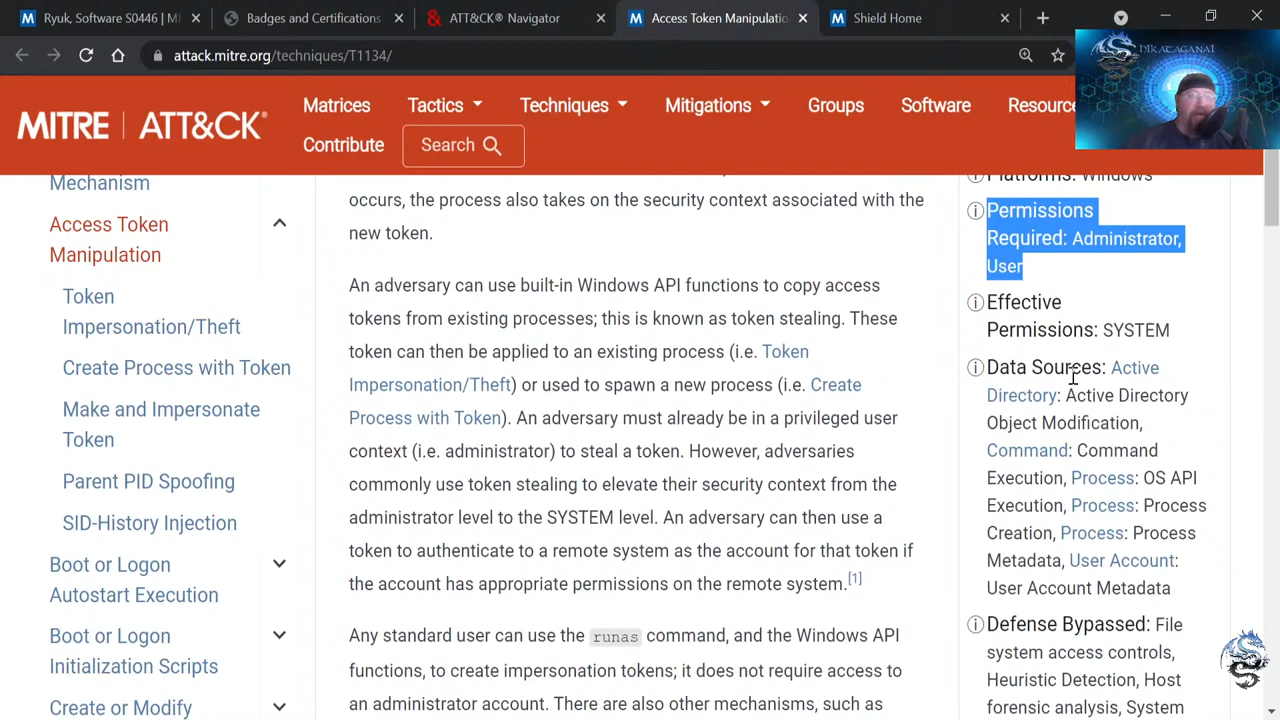 Ryuk, Software S0446 | MI
Badges and Certifications
ATT&CK® Navigator
Access Token Manipulatio
Shield Home
attack.mitre.org/techniques/T1134/
HIRATAGANAI
MITRE | ATT&CK®
Matrices
Tactics
Techniques
Mitigations
Groups
Software
Resource
Contribute
Search
Mechanism
Access Token
Manipulation
Token
Impersonation/Theft
Create Process with Token
Make and Impersonate
Token
Parent PID Spoofing
SID-History Injection
Boot or Logon
Autostart Execution
Boot or Logon
Initialization Scripts
Create or Modify
occurs, the process also takes on the security context associated with the
new token.
An adversary can use built-in Windows API functions to copy access
tokens from existing processes; this is known as token stealing. These
token can then be applied to an existing process (i.e. Token
Impersonation/Theft) or used to spawn a new process (i.e. Create
Process with Token). An adversary must already be in a privileged user
context (i.e. administrator) to steal a token. However, adversaries
commonly use token stealing to elevate their security context from the
administrator level to the SYSTEM level. An adversary can then use a
token to authenticate to a remote system as the account for that token if
the account has appropriate permissions on the remote system.[1]
Any standard user can use the runas command, and the Windows API
functions, to create impersonation tokens; it does not require access to
an administrator account. There are also other mechanisms, such as
Platforms: Windows
Permissions
Required: Administrator,
User
Effective
Permissions: SYSTEM
Data Sources: Active
Directory: Active Directory
Object Modification,
Command: Command
Execution, Process: OS API
Execution, Process: Process
Creation, Process: Process
Metadata, User Account:
User Account Metadata
Defense Bypassed: File
system access controls,
Heuristic Detection, Host
forensic analysis, System